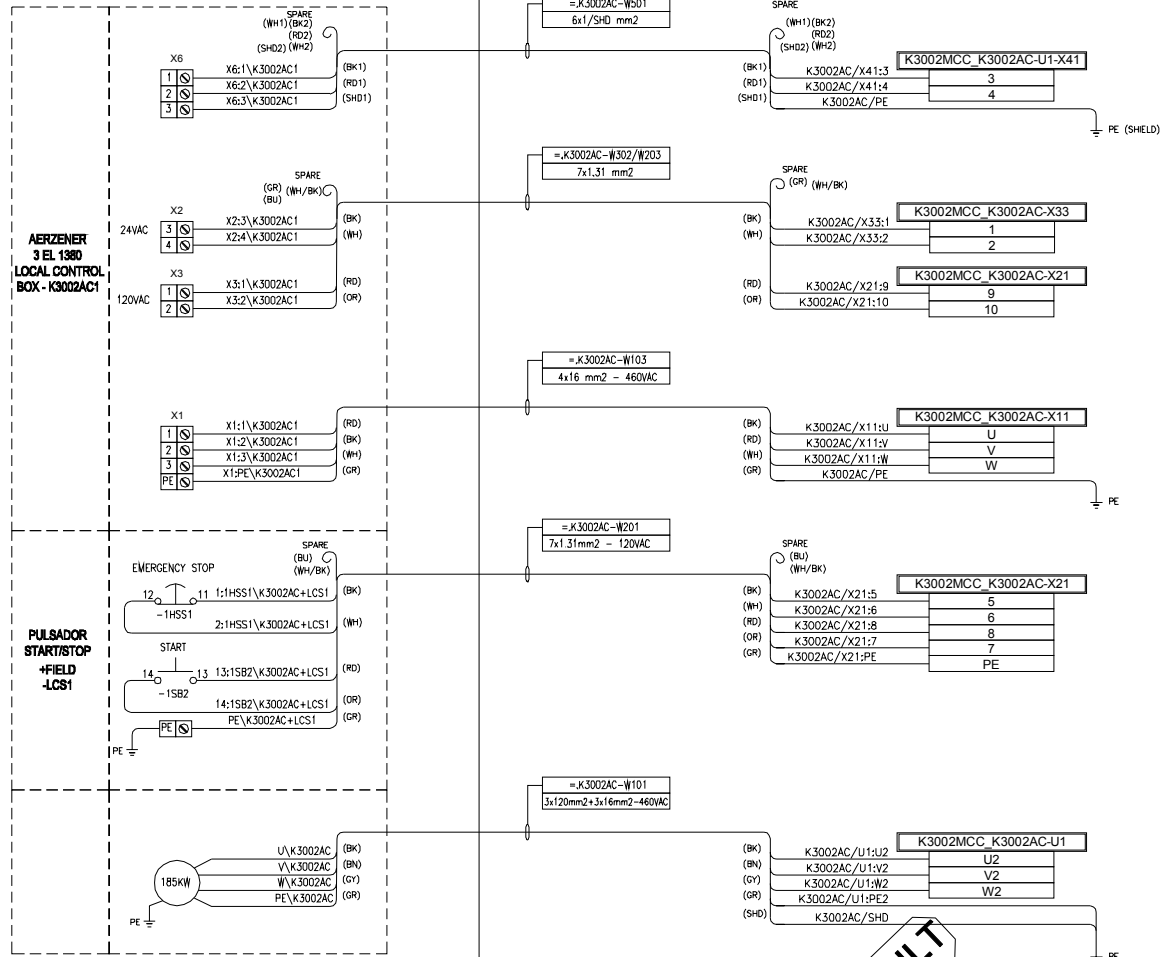 SPARE
(WH1)(BK2)
(RD2)
(SHD2)(WH2)
X6
1
2
3
X6:1\K3002AC1
X6:2\K3002AC1
X6:3\K3002AC1
(BK1)
(RD1)
(SHD1)
=.K3002AC-W501
6x1/SHD mm2
SPARE
(WH1)(BK2)
(RD2)
(SHD2)(WH2)
(BK1)
(RD1)
(SHD1)
K3002AC/X41:3
K3002AC/X41:4
K3002AC/PE
K3002MCC_K3002AC-U1-X41
3
4
PE (SHIELD)
AERZENER
3 EL 1380
LOCAL CONTROL
BOX - K3002AC1
SPARE
(GR) (WH/BK)
(BU)
X2
24VAC
3
4
X2:3\K3002AC1
X2:4\K3002AC1
(BK)
(WH)
X3
120VAC
1
2
X3:1\K3002AC1
X3:2\K3002AC1
(RD)
(OR)
=.K3002AC-W302/W203
7x1.31 mm2
SPARE
(GR) (WH/BK)
(BK)
(WH)
K3002AC/X33:1
K3002AC/X33:2
K3002MCC_K3002AC-X33
1
2
(RD)
(OR)
K3002AC/X21:9
K3002AC/X21:10
K3002MCC_K3002AC-X21
9
10
X1
1
2
3
PE
X1:1\K3002AC1
X1:2\K3002AC1
X1:3\K3002AC1
X1:PE\K3002AC1
(RD)
(BK)
(WH)
(GR)
=.K3002AC-W103
4x16 mm2 - 460VAC
(BK)
(RD)
(WH)
(GR)
K3002AC/X11:U
K3002AC/X11:V
K3002AC/X11:W
K3002AC/PE
K3002MCC_K3002AC-X11
U
V
W
PE
PULSADOR
START/STOP
+FIELD
-LCS1
SPARE
(BU)
(WH/BK)
EMERGENCY STOP
12
11
-1HSS1
1:1HSS1\K3002AC+LCS1
2:1HSS1\K3002AC+LCS1
(BK)
(WH)
START
14
13
-1SB2
13:1SB2\K3002AC+LCS1
14:1SB2\K3002AC+LCS1
PE\K3002AC+LCS1
(RD)
(OR)
(GR)
PE
PE
=.K3002AC-W201
7x1.31mm2 - 120VAC
SPARE
(BU)
(WH/BK)
(BK)
(WH)
(RD)
(OR)
(GR)
K3002AC/X21:5
K3002AC/X21:6
K3002AC/X21:8
K3002AC/X21:7
K3002AC/X21:PE
K3002MCC_K3002AC-X21
5
6
8
7
PE
185KW
PE
U\K3002AC
V\K3002AC
W\K3002AC
PE\K3002AC
(BK)
(BN)
(GY)
(GR)
=.K3002AC-W101
3x120mm2+3x16mm2-460VAC
(BK)
(BN)
(GY)
(GR)
(SHD)
K3002AC/U1:U2
K3002AC/U1:V2
K3002AC/U1:W2
K3002AC/U1:PE2
K3002AC/SHD
K3002MCC_K3002AC-U1
U2
V2
W2
PE